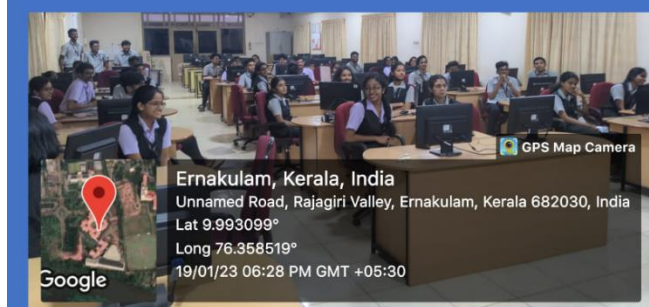 GPS Map Camera
Ernakulam, Kerala, India
Unnamed Road, Rajagiri Valley, Ernakulam, Kerala 682030, India
Lat 9.993099°
Long 76.358519°
19/01/23 06:28 PM GMT +05:30
Google